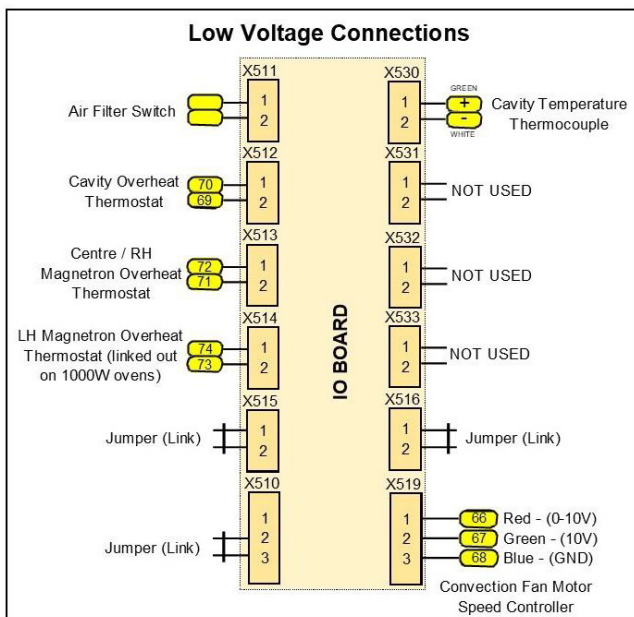 Low Voltage Connections
X511
1
2
Air Filter Switch
X512
1
2
70
69
Cavity Overheat
Thermostat
X513
1
2
72
71
Centre / RH
Magnetron Overheat
Thermostat
X514
1
2
74
73
LH Magnetron Overheat
Thermostat (linked out
on 1000W ovens)
X515
1
2
Jumper (Link)
X510
1
2
3
Jumper (Link)
IO BOARD
X530
1
2
GREEN
+
-
WHITE
Cavity Temperature
Thermocouple
X531
1
2
NOT USED
X532
1
2
NOT USED
X533
1
2
NOT USED
X516
1
2
Jumper (Link)
X519
1
2
3
66 Red - (0-10V)
67 Green - (10V)
68 Blue - (GND)
Convection Fan Motor
Speed Controller